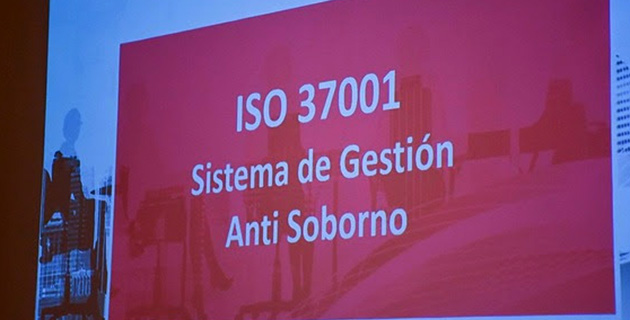 ISO 37001
Sistema de Gestión
Anti Soborno